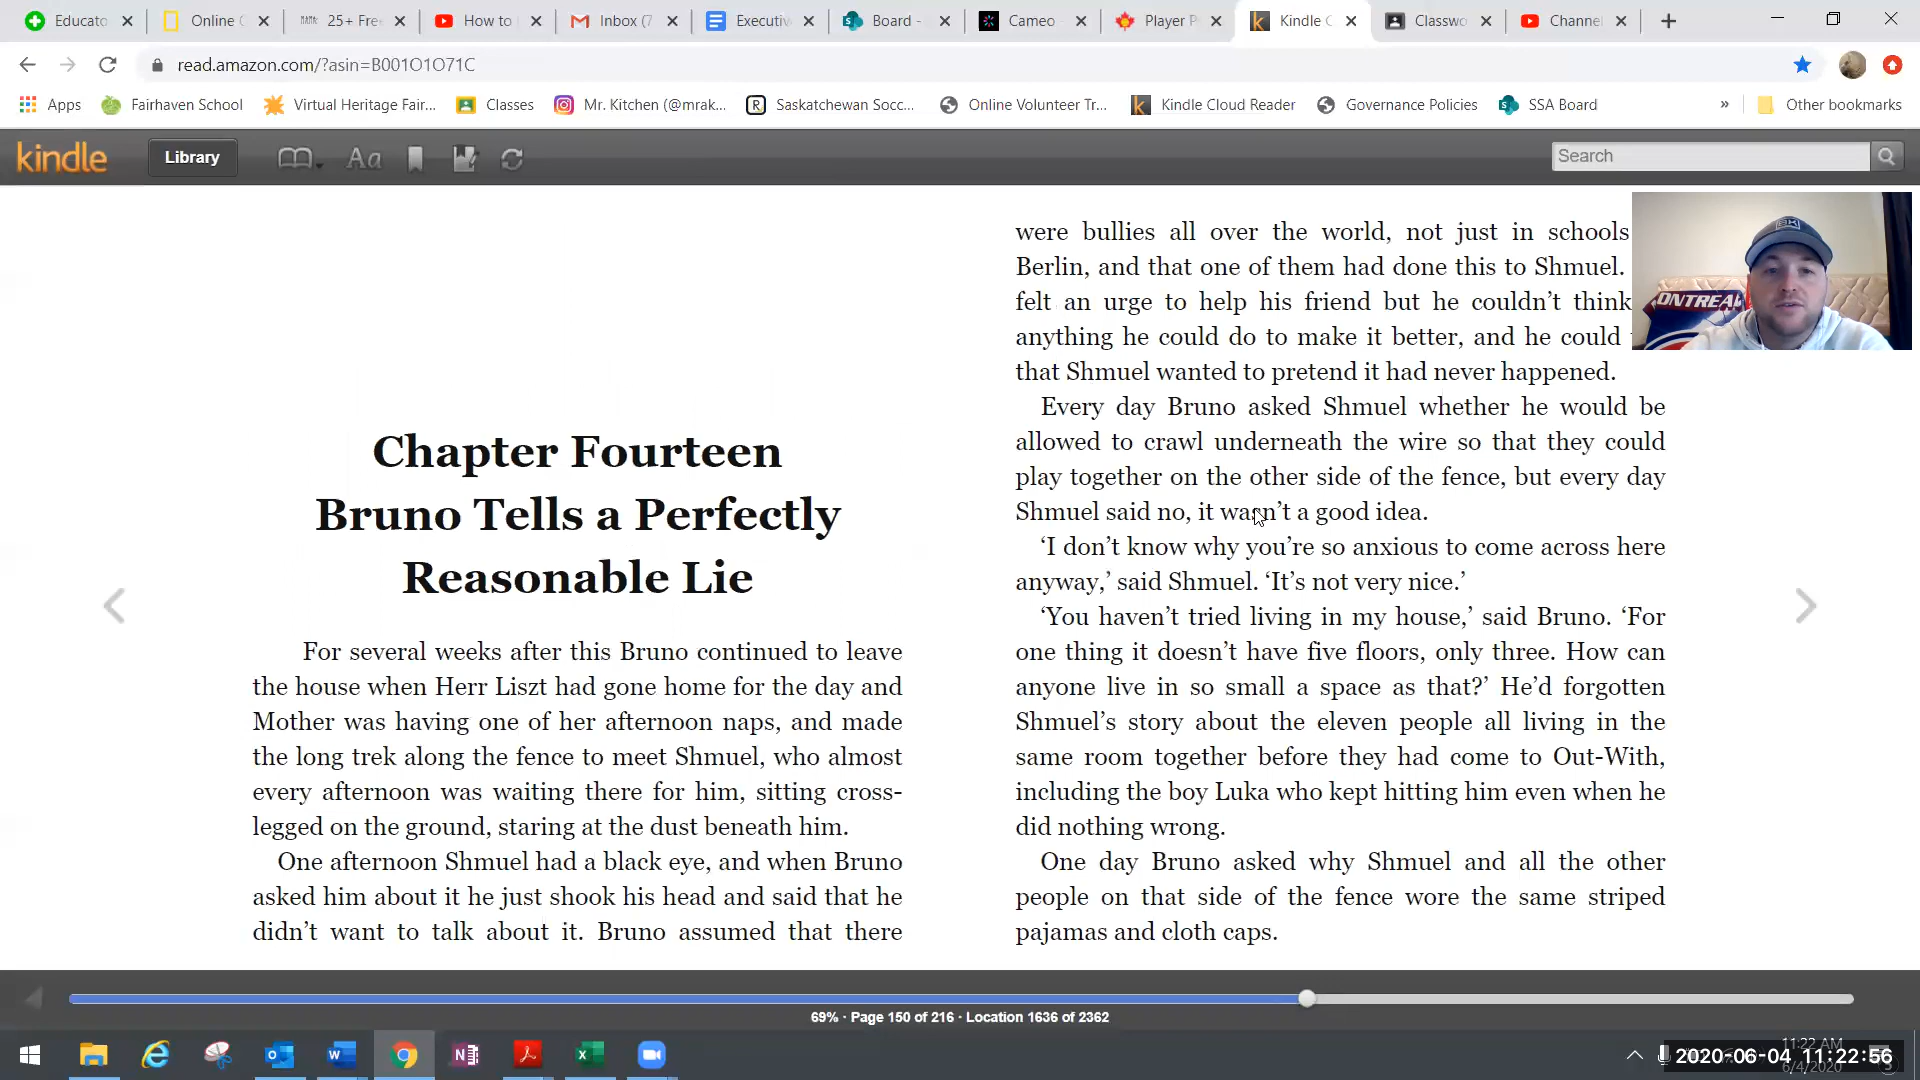 Educato
Online (
25+ Fre
How to
Inbox (7
Executiv
Board -
Cameo
Player P
Kindle C
Classwo
Channel
read.amazon.com/?asin=B001O1O71C
Apps
Fairhaven School
Virtual Heritage Fair...
Classes
Mr. Kitchen (@mrak...
Saskatchewan Socc...
Online Volunteer Tr...
Kindle Cloud Reader
Governance Policies
SSA Board
»
Other bookmarks
kindle
Library
Aa
Search
Chapter Fourteen
Bruno Tells a Perfectly
Reasonable Lie
For several weeks after this Bruno continued to leave
the house when Herr Liszt had gone home for the day and
Mother was having one of her afternoon naps, and made
the long trek along the fence to meet Shmuel, who almost
every afternoon was waiting there for him, sitting cross-
legged on the ground, staring at the dust beneath him.
One afternoon Shmuel had a black eye, and when Bruno
asked him about it he just shook his head and said that he
didn’t want to talk about it. Bruno assumed that there
were bullies all over the world, not just in schools
Berlin, and that one of them had done this to Shmuel.
felt an urge to help his friend but he couldn’t think
anything he could do to make it better, and he could
that Shmuel wanted to pretend it had never happened.
Every day Bruno asked Shmuel whether he would be
allowed to crawl underneath the wire so that they could
play together on the other side of the fence, but every day
Shmuel said no, it wasn’t a good idea.
‘I don’t know why you’re so anxious to come across here
anyway,’ said Shmuel. ‘It’s not very nice.’
‘You haven’t tried living in my house,’ said Bruno. ‘For
one thing it doesn’t have five floors, only three. How can
anyone live in so small a space as that?’ He’d forgotten
Shmuel’s story about the eleven people all living in the
same room together before they had come to Out-With,
including the boy Luka who kept hitting him even when he
did nothing wrong.
One day Bruno asked why Shmuel and all the other
people on that side of the fence wore the same striped
pajamas and cloth caps.
ONTREAL
69% · Page 150 of 216 · Location 1636 of 2362
11:22 AM
2020-06-04 11:22:56
6/4/2020